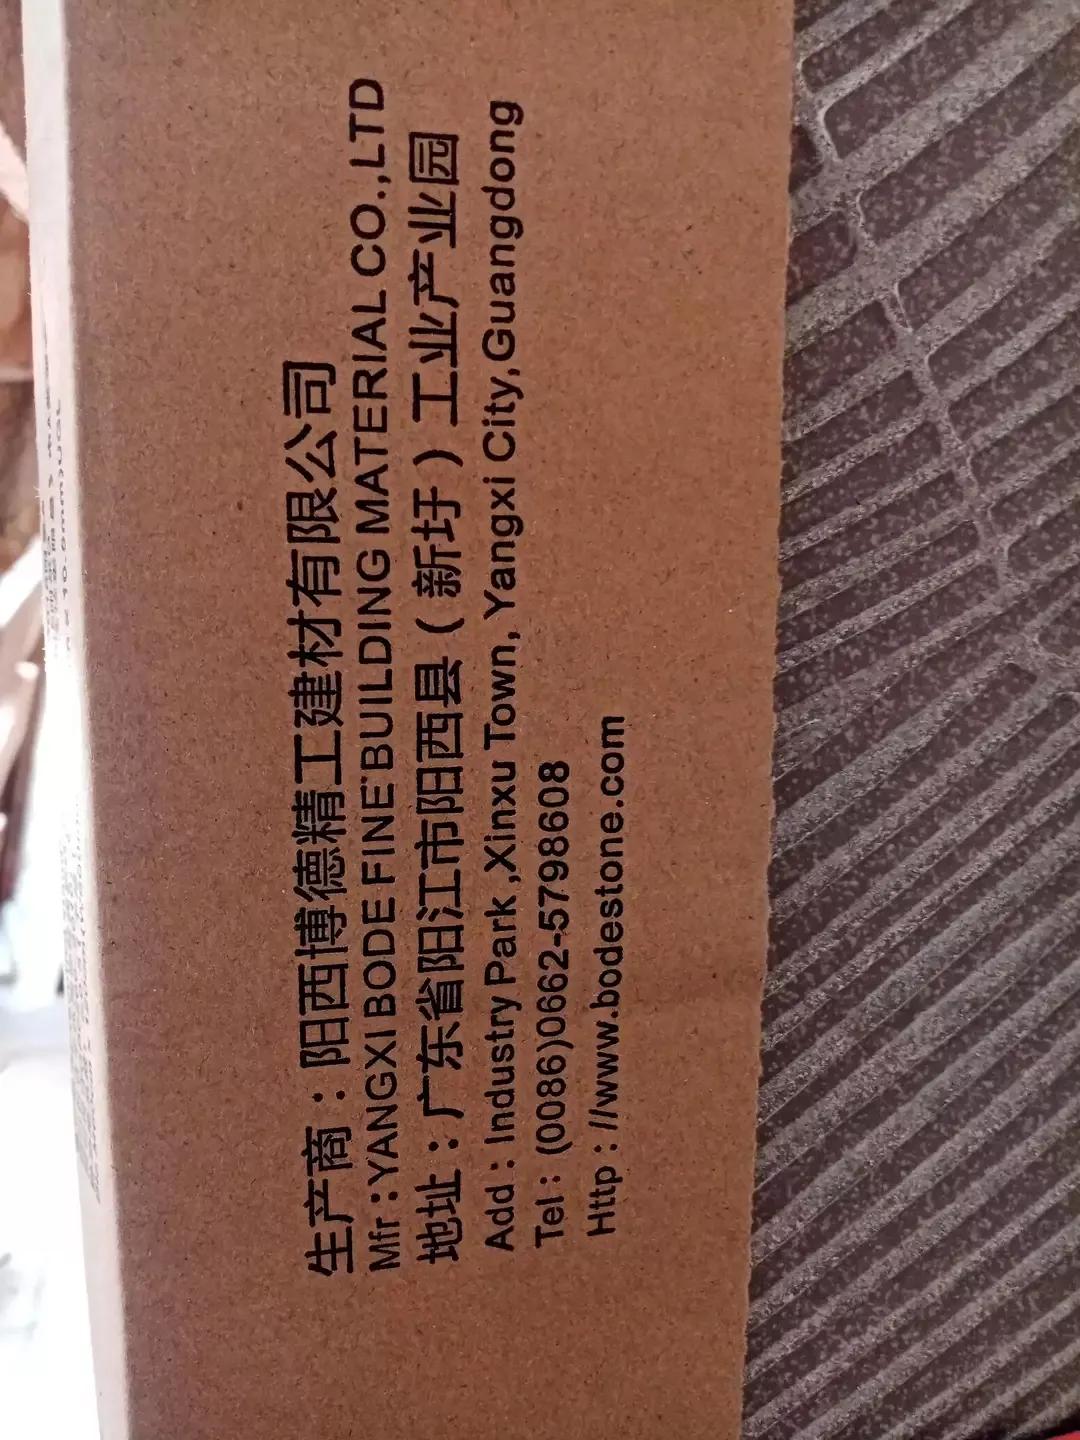 生产商：阳西博德精工建材有限公司
Mfr :YANGXI BODE FINE BUILDING MATERIAL CO.,LTD
地址：广东省阳江市阳西县（新圩）工业产业园
Add : Industry Park ,Xinxu Town, Yangxi City,Guangdong
Tel : (0086)0662-5798608
Http : //www.bodestone.com